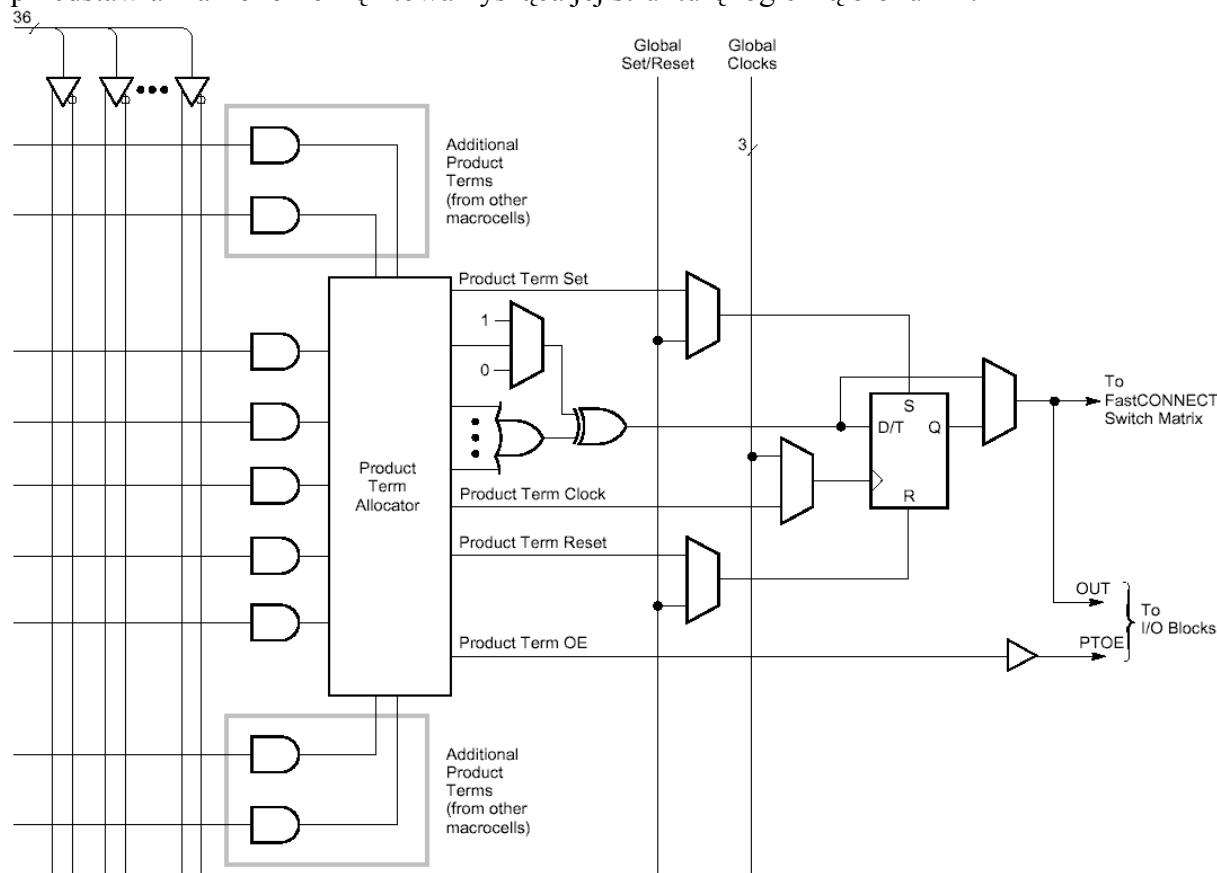 36
Global
Set/Reset
Global
Clocks
3
Additional
Product
Terms
(from other
macrocells)
Product Term Set
1
0
Product
Term
Allocator
S
D/T Q
R
To
FastCONNECT
Switch Matrix
Product Term Clock
Product Term Reset
OUT
To
I/O Blocks
PTOE
Product Term OE
Additional
Product
Terms
(from other
macrocells)